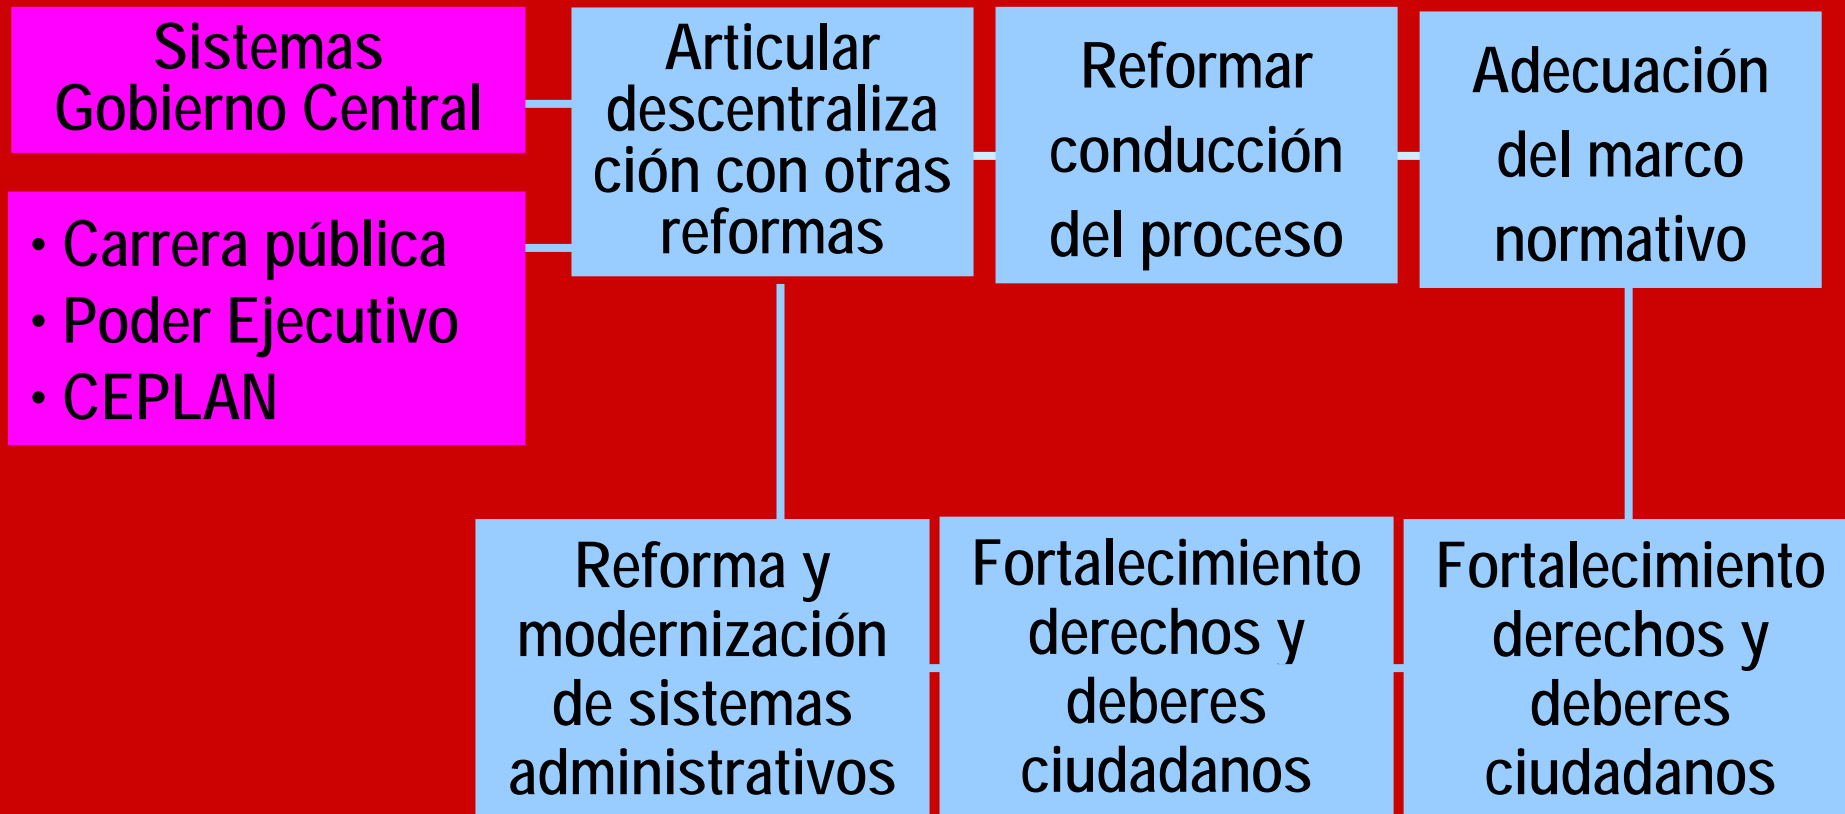 Sistemas
Gobierno Central
• Carrera pública
• Poder Ejecutivo
• CEPLAN
Articular
descentraliza
ción con otras
reformas
Reformar
conducción
del proceso
Adecuación
del marco
normativo
Reforma y
modernización
de sistemas
administrativos
Fortalecimiento
derechos y
deberes
ciudadanos
Fortalecimiento
derechos y
deberes
ciudadanos